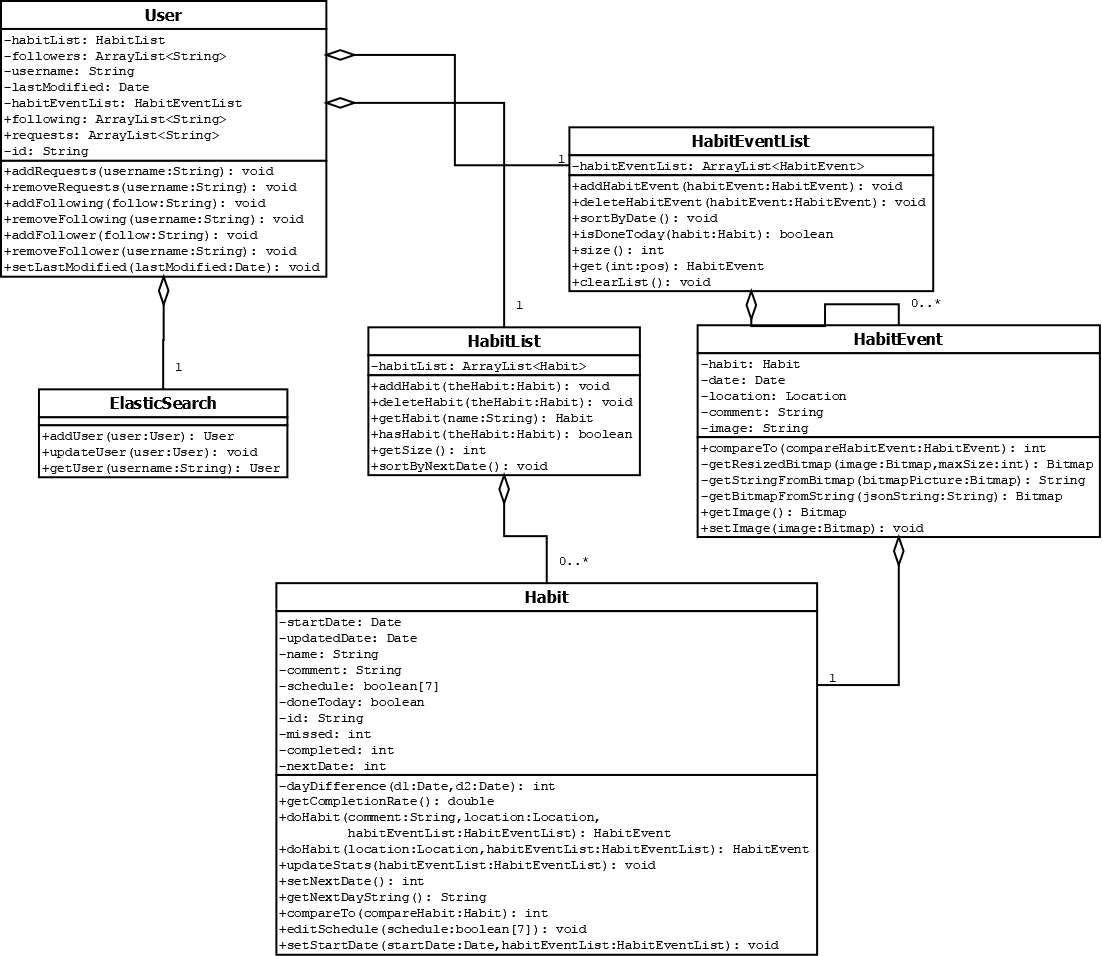 User
-habitList: HabitList
-followers: ArrayList<String>
-username: String
-lastModified: Date
-habitEventList: HabitEventList
+following: ArrayList<String>
+requests: ArrayList<String>
-id: String
+addRequests(username:String): void
+removeRequests(username:String): void
+addFollowing(follow:String): void
+removeFollowing(username:String): void
+addFollower(follow:String): void
+removeFollower(username:String): void
+setLastModified(lastModified:Date): void
1
HabitEventList
-habitEventList: ArrayList<HabitEvent>
+addHabitEvent(habitEvent:HabitEvent): void
+deleteHabitEvent(habitEvent:HabitEvent): void
+sortByDate(): void
+isDoneToday(habit:Habit): boolean
+size(): int
+get(int:pos): HabitEvent
+clearList(): void
1
0..*
1
ElasticSearch
+addUser(user:User): User
+updateUser(user:User): void
+getUser(username:String): User
HabitList
-habitList: ArrayList<Habit>
+addHabit(theHabit:Habit): void
+deleteHabit(theHabit:Habit): void
+getHabit(name:String): Habit
+hasHabit(theHabit:Habit): boolean
+getSize(): int
+sortByNextDate(): void
HabitEvent
-habit: Habit
-date: Date
-location: Location
-comment: String
-image: String
+compareTo(compareHabitEvent:HabitEvent): int
-getResizedBitmap(image:Bitmap,maxSize:int): Bitmap
-getStringFromBitmap(bitmapPicture:Bitmap): String
-getBitmapFromString(jsonString:String): Bitmap
+getImage(): Bitmap
+setImage(image:Bitmap): void
0..*
1
Habit
-startDate: Date
-updatedDate: Date
-name: String
-comment: String
-schedule: boolean[7]
-doneToday: boolean
-id: String
-missed: int
-completed: int
-nextDate: int
-dayDifference(d1:Date,d2:Date): int
+getCompletionRate(): double
+doHabit(comment:String,location:Location,
habitEventList:HabitEventList): HabitEvent
+doHabit(location:Location,habitEventList:HabitEventList): HabitEvent
+updateStats(habitEventList:HabitEventList): void
+setNextDate(): int
+getNextDayString(): String
+compareTo(compareHabit:Habit): int
+editSchedule(schedule:boolean[7]): void
+setStartDate(startDate:Date,habitEventList:HabitEventList): void